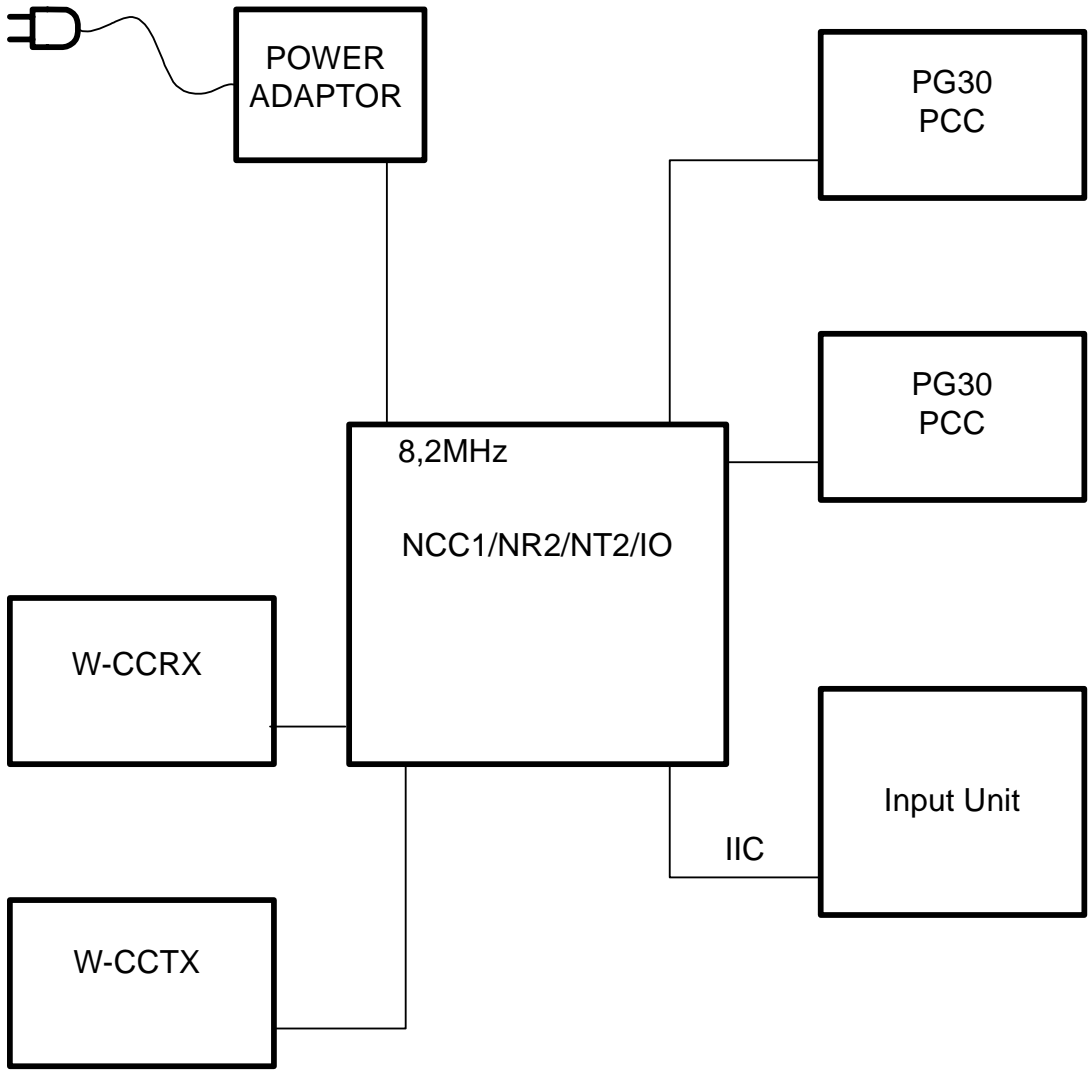 POWER
ADAPTOR
PG30
PCC
PG30
PCC
8,2MHz
NCC1/NR2/NT2/IO
W-CCRX
Input Unit
IIC
W-CCTX